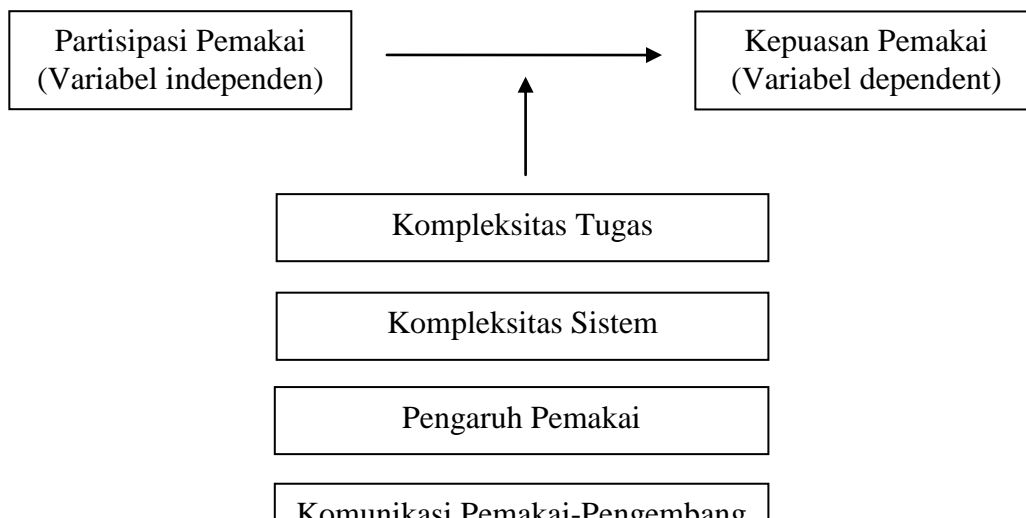 Partisipasi Pemakai
(Variabel independen)
Kepuasan Pemakai
(Variabel dependent)
Kompleksitas Tugas
Kompleksitas Sistem
Pengaruh Pemakai
Komunikasi Pemakai-Pengembang